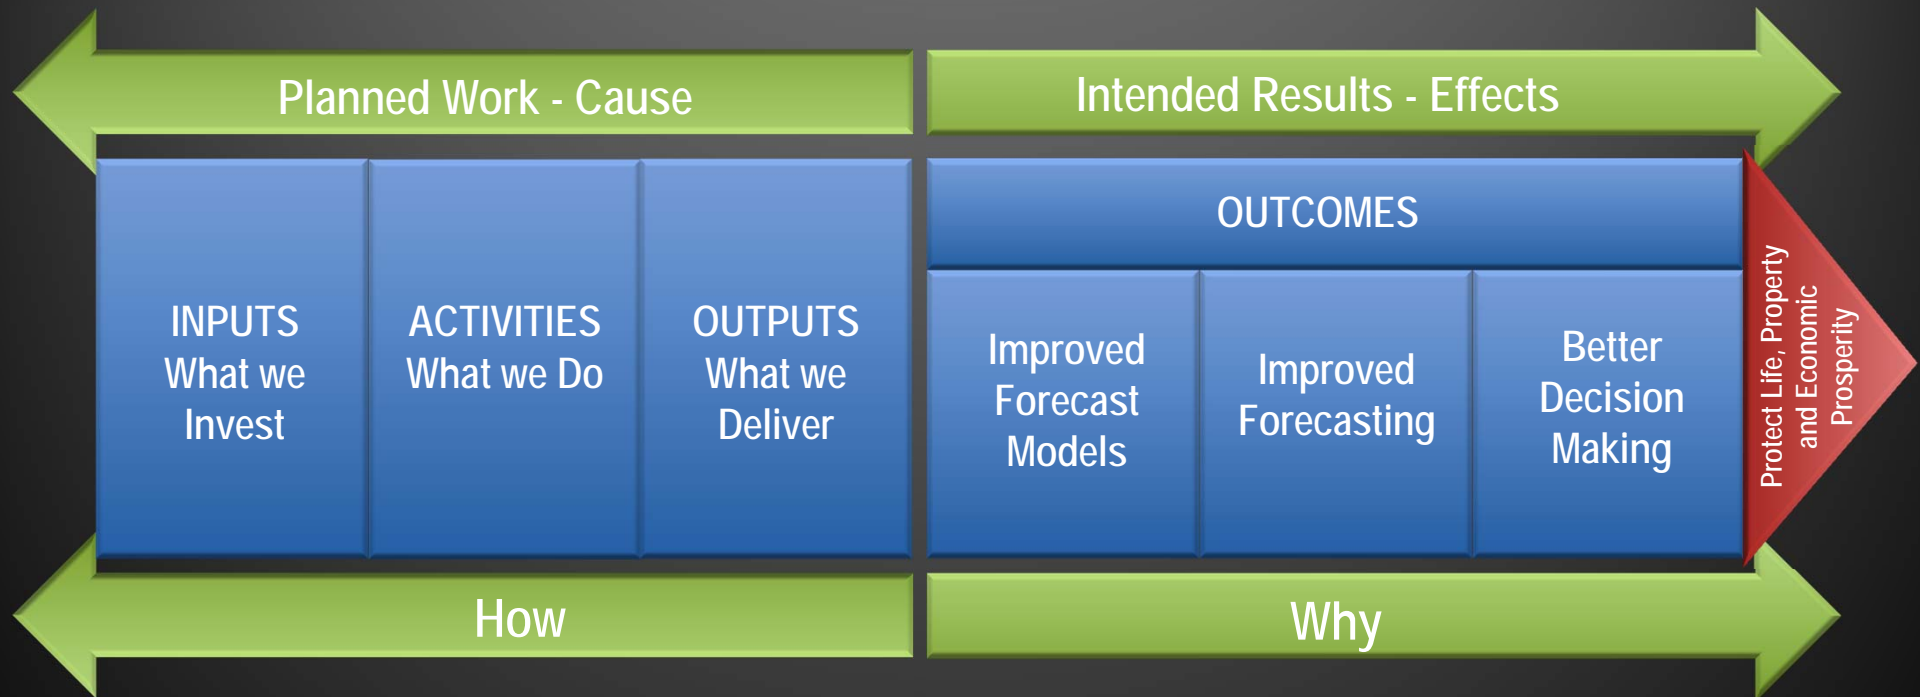 Planned Work - Cause
Intended Results - Effects
INPUTS
What we
Invest
ACTIVITIES
What we Do
OUTPUTS
What we
Deliver
OUTCOMES
Improved
Forecast
Models
Improved
Forecasting
Better
Decision
Making
Protect Life, Property
and Economic
Prosperity
How
Why